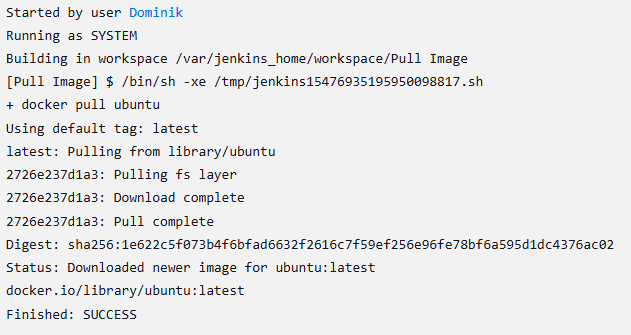 Started by user Dominik
Running as SYSTEM
Building in workspace /var/jenkins_home/workspace/Pull Image
[Pull Image] $ /bin/sh -xe /tmp/jenkins15476935195950098817.sh
+ docker pull ubuntu
Using default tag: latest
latest: Pulling from library/ubuntu
2726e237d1a3: Pulling fs layer
2726e237d1a3: Download complete
2726e237d1a3: Pull complete
Digest: sha256:1e622c5f073b4f6bfad6632f2616c7f59ef256e96fe78bf6a595d1dc4376ac02
Status: Downloaded newer image for ubuntu:latest
docker.io/library/ubuntu:latest
Finished: SUCCESS